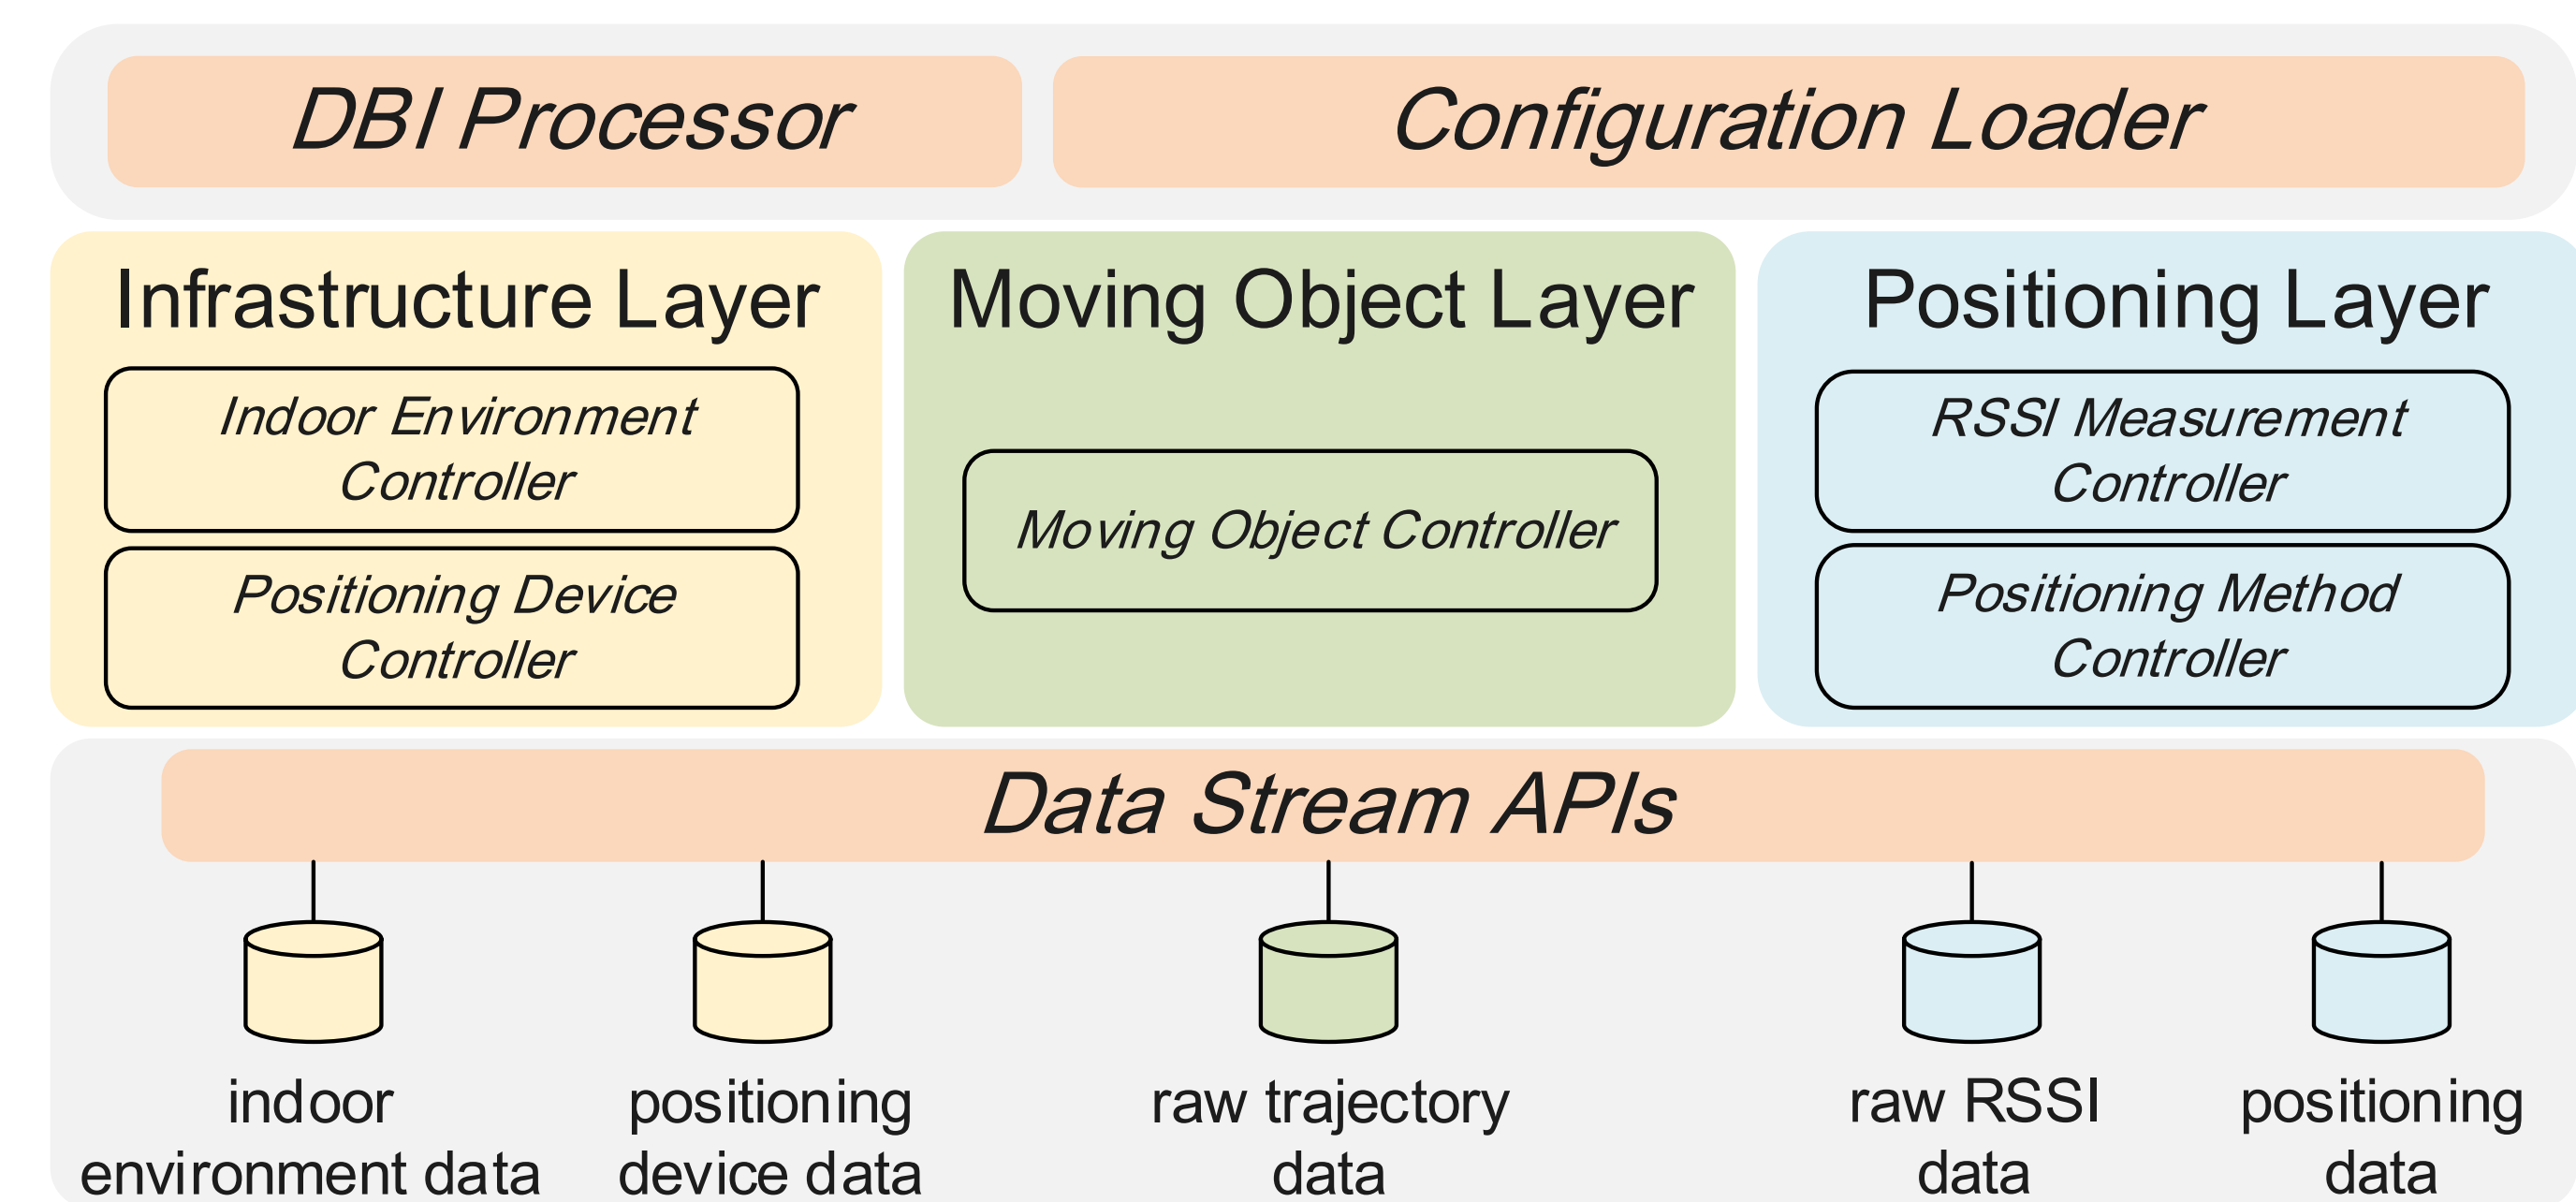 DBI Processor
Configuration Loader
Infrastructure Layer
Indoor Environment
Controller
Positioning Device
Controller
Moving Object Layer
Moving Object Controller
Positioning Layer
RSSI Measurement
Controller
Positioning Method
Controller
Data Stream APIs
indoor
environment data
positioning
device data
raw trajectory
data
raw RSSI
data
positioning
data